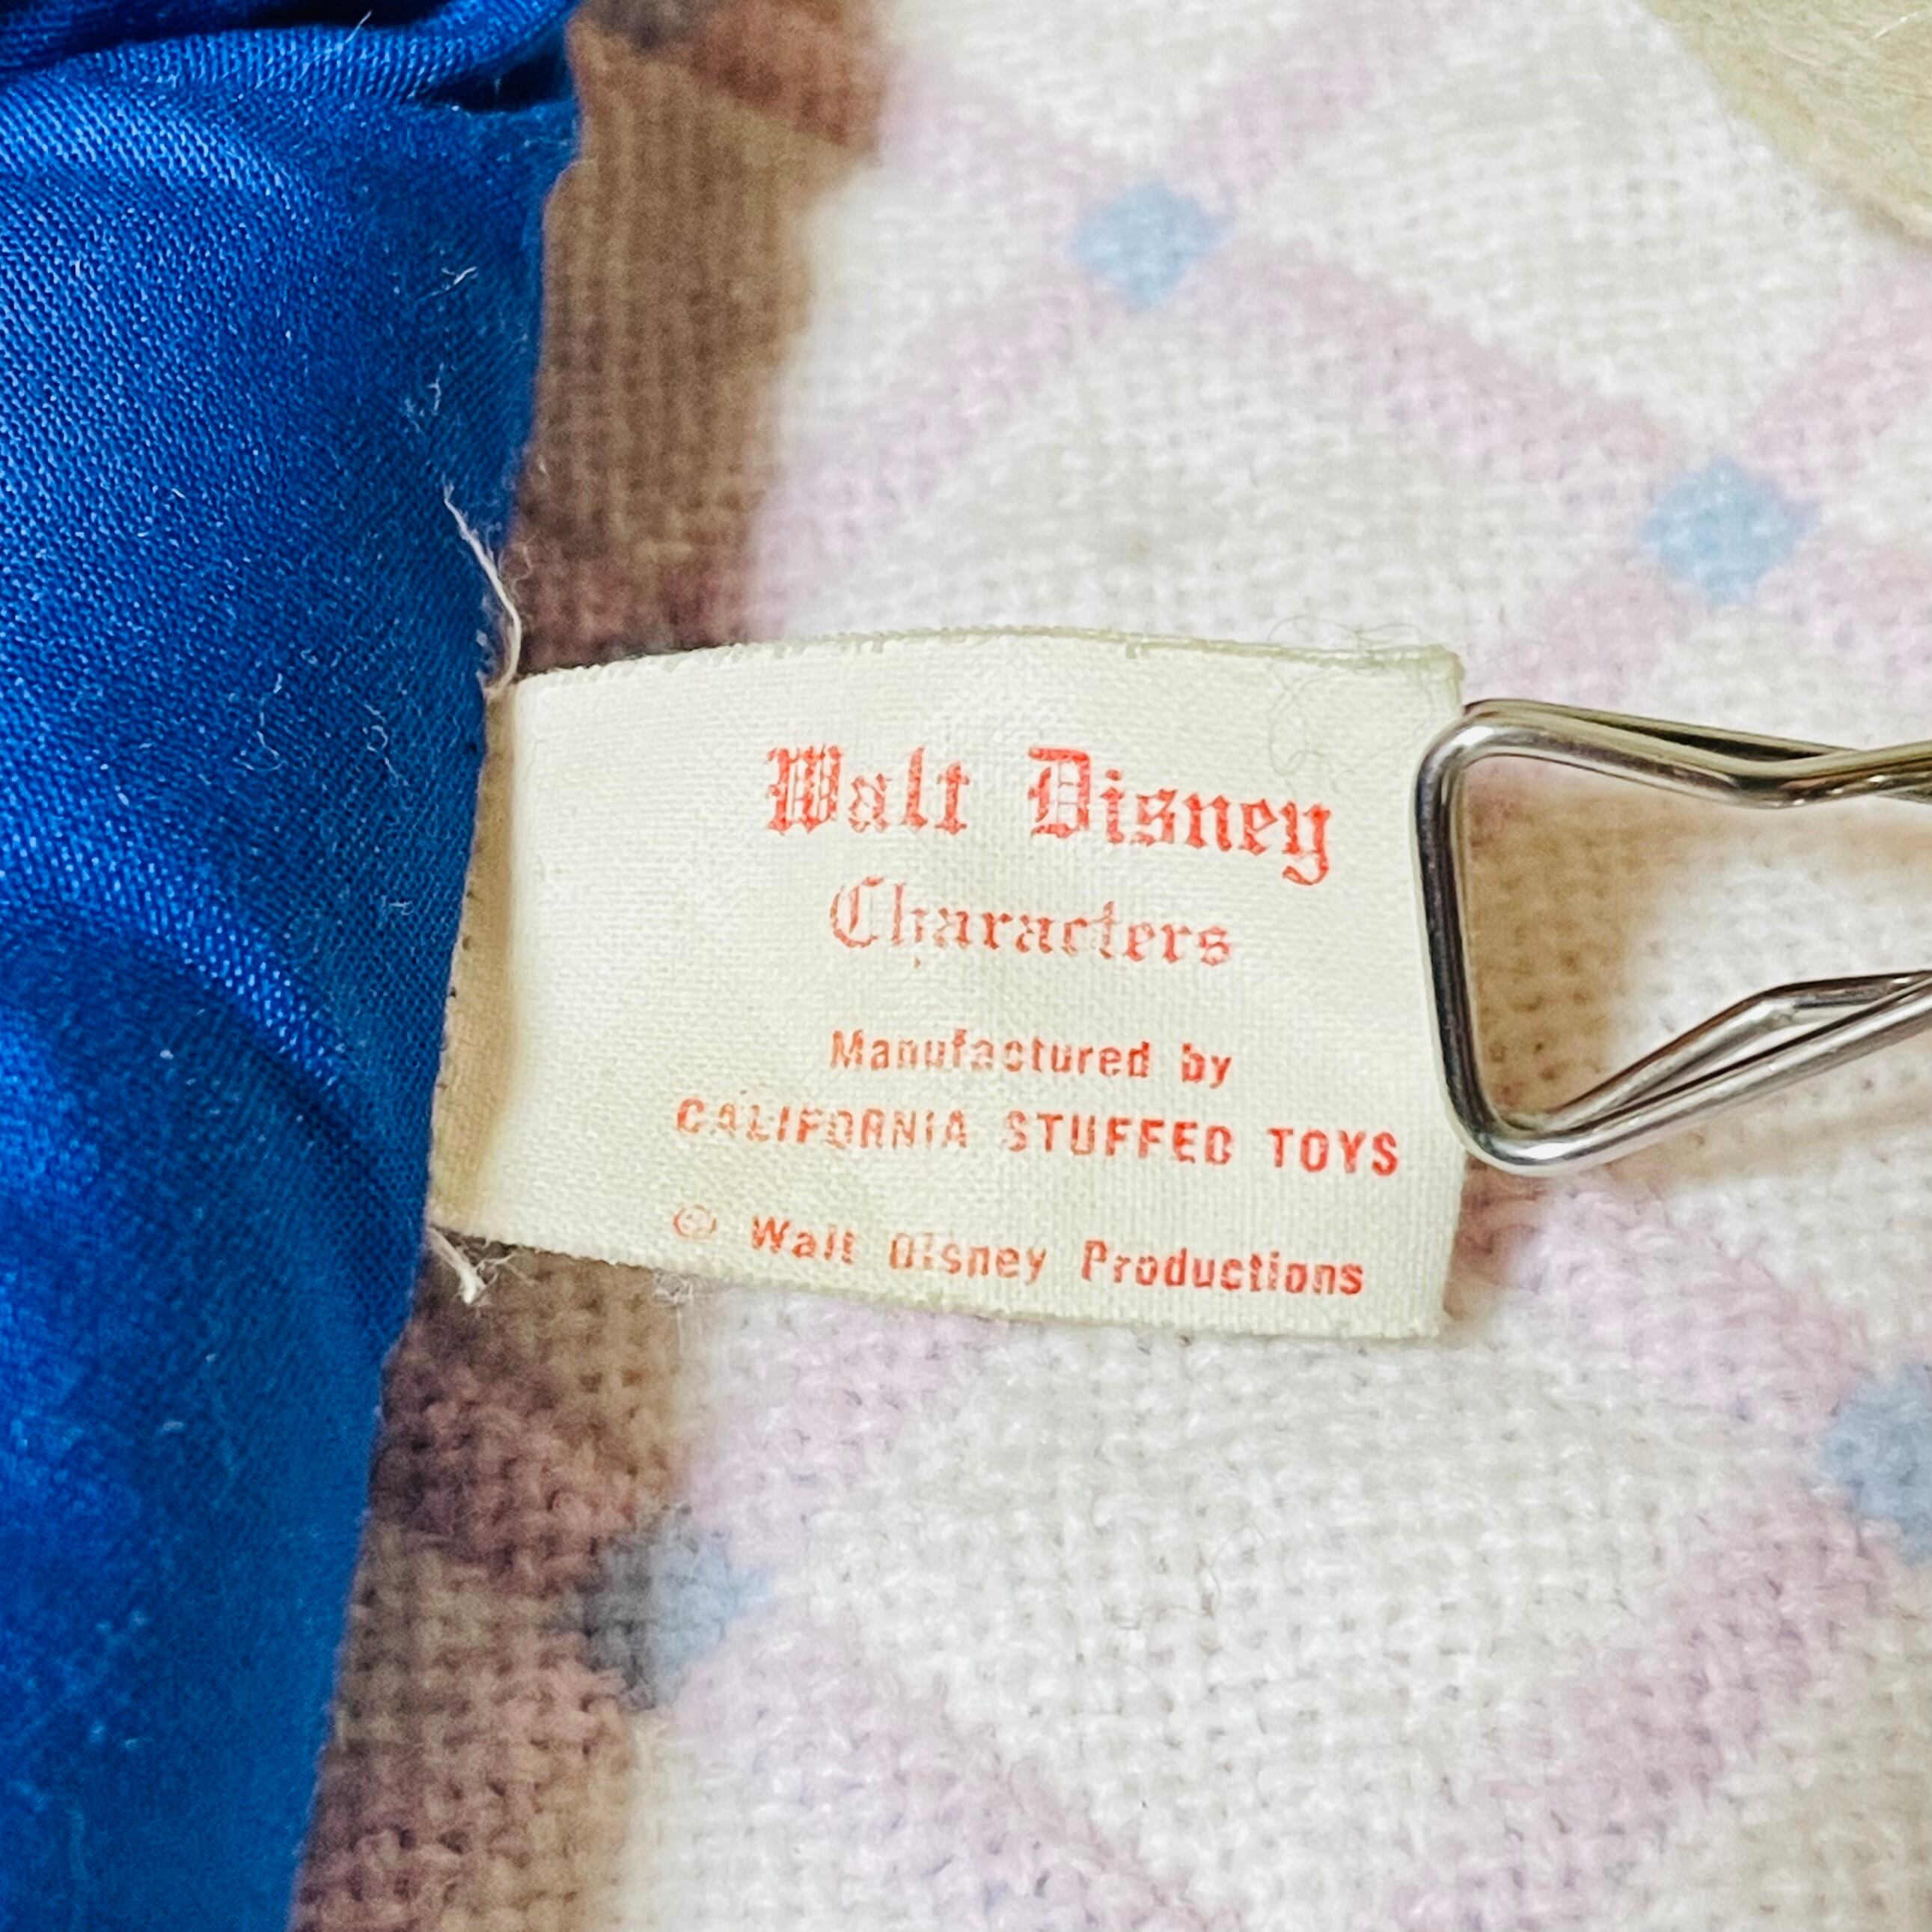 Walt Disney
Characters
Manufactured by
CALIFORNIA STUFFED TOYS
© Walt Disney Productions